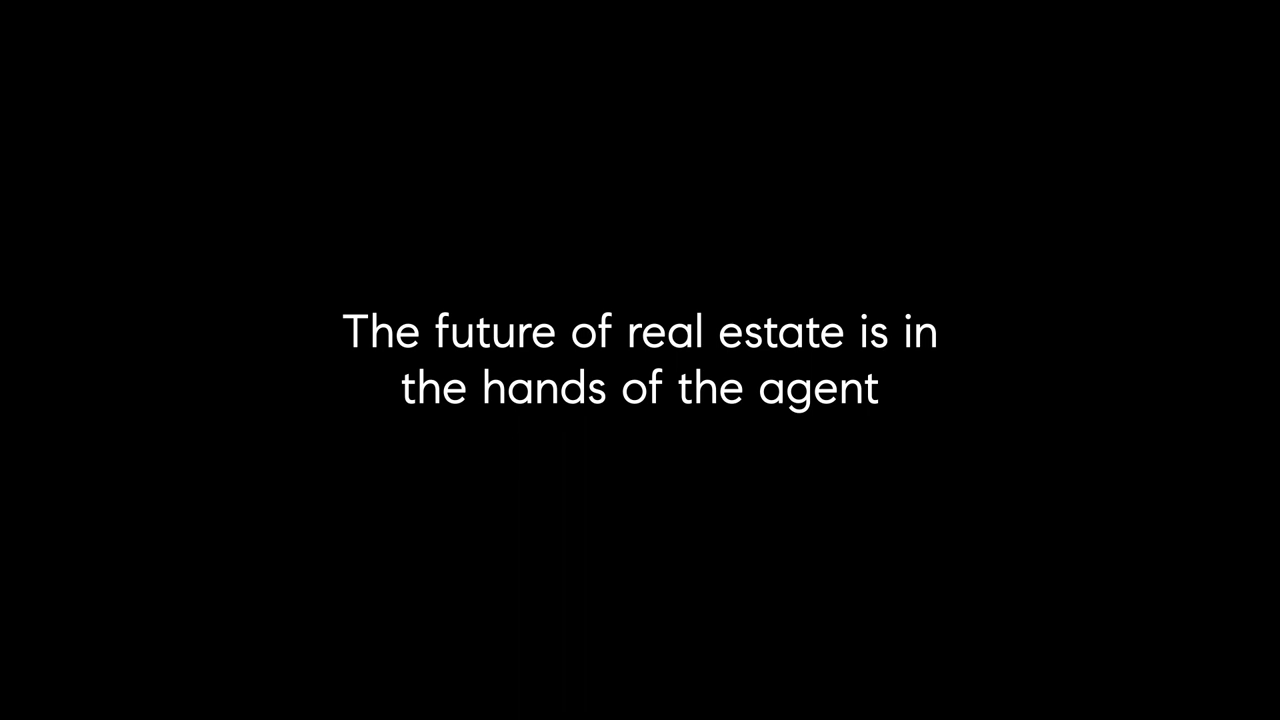 The future of real estate is in
the hands of the agent